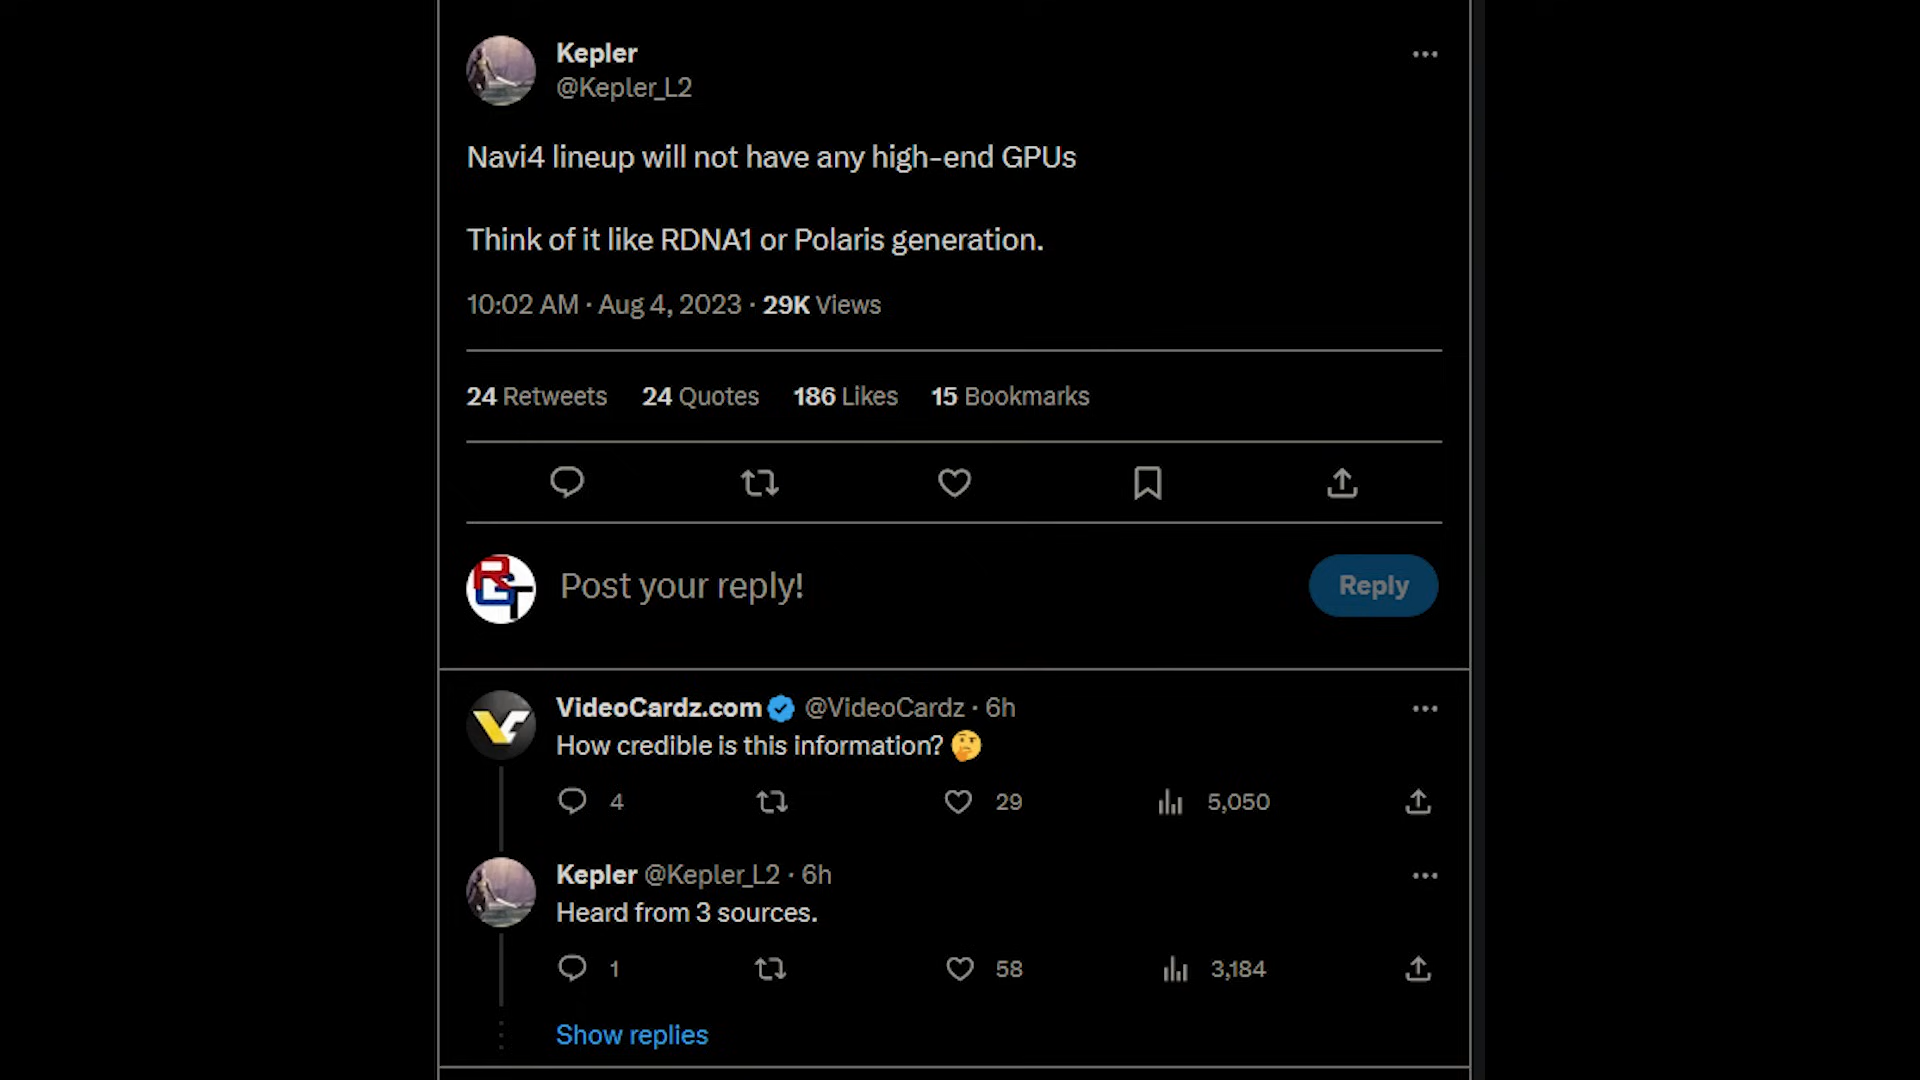 Kepler
@Kepler_L2
Navi4 lineup will not have any high-end GPUs
Think of it like RDNA1 or Polaris generation.
10:02 AM · Aug 4, 2023 · 29K Views
24 Retweets 24 Quotes 186 Likes 15 Bookmarks
RGT
Post your reply!
Reply
VideoCardz.com @VideoCardz · 6h
How credible is this information? 🤔
4 29 5,050
Kepler @Kepler_L2 · 6h
Heard from 3 sources.
1 58 3,184
Show replies